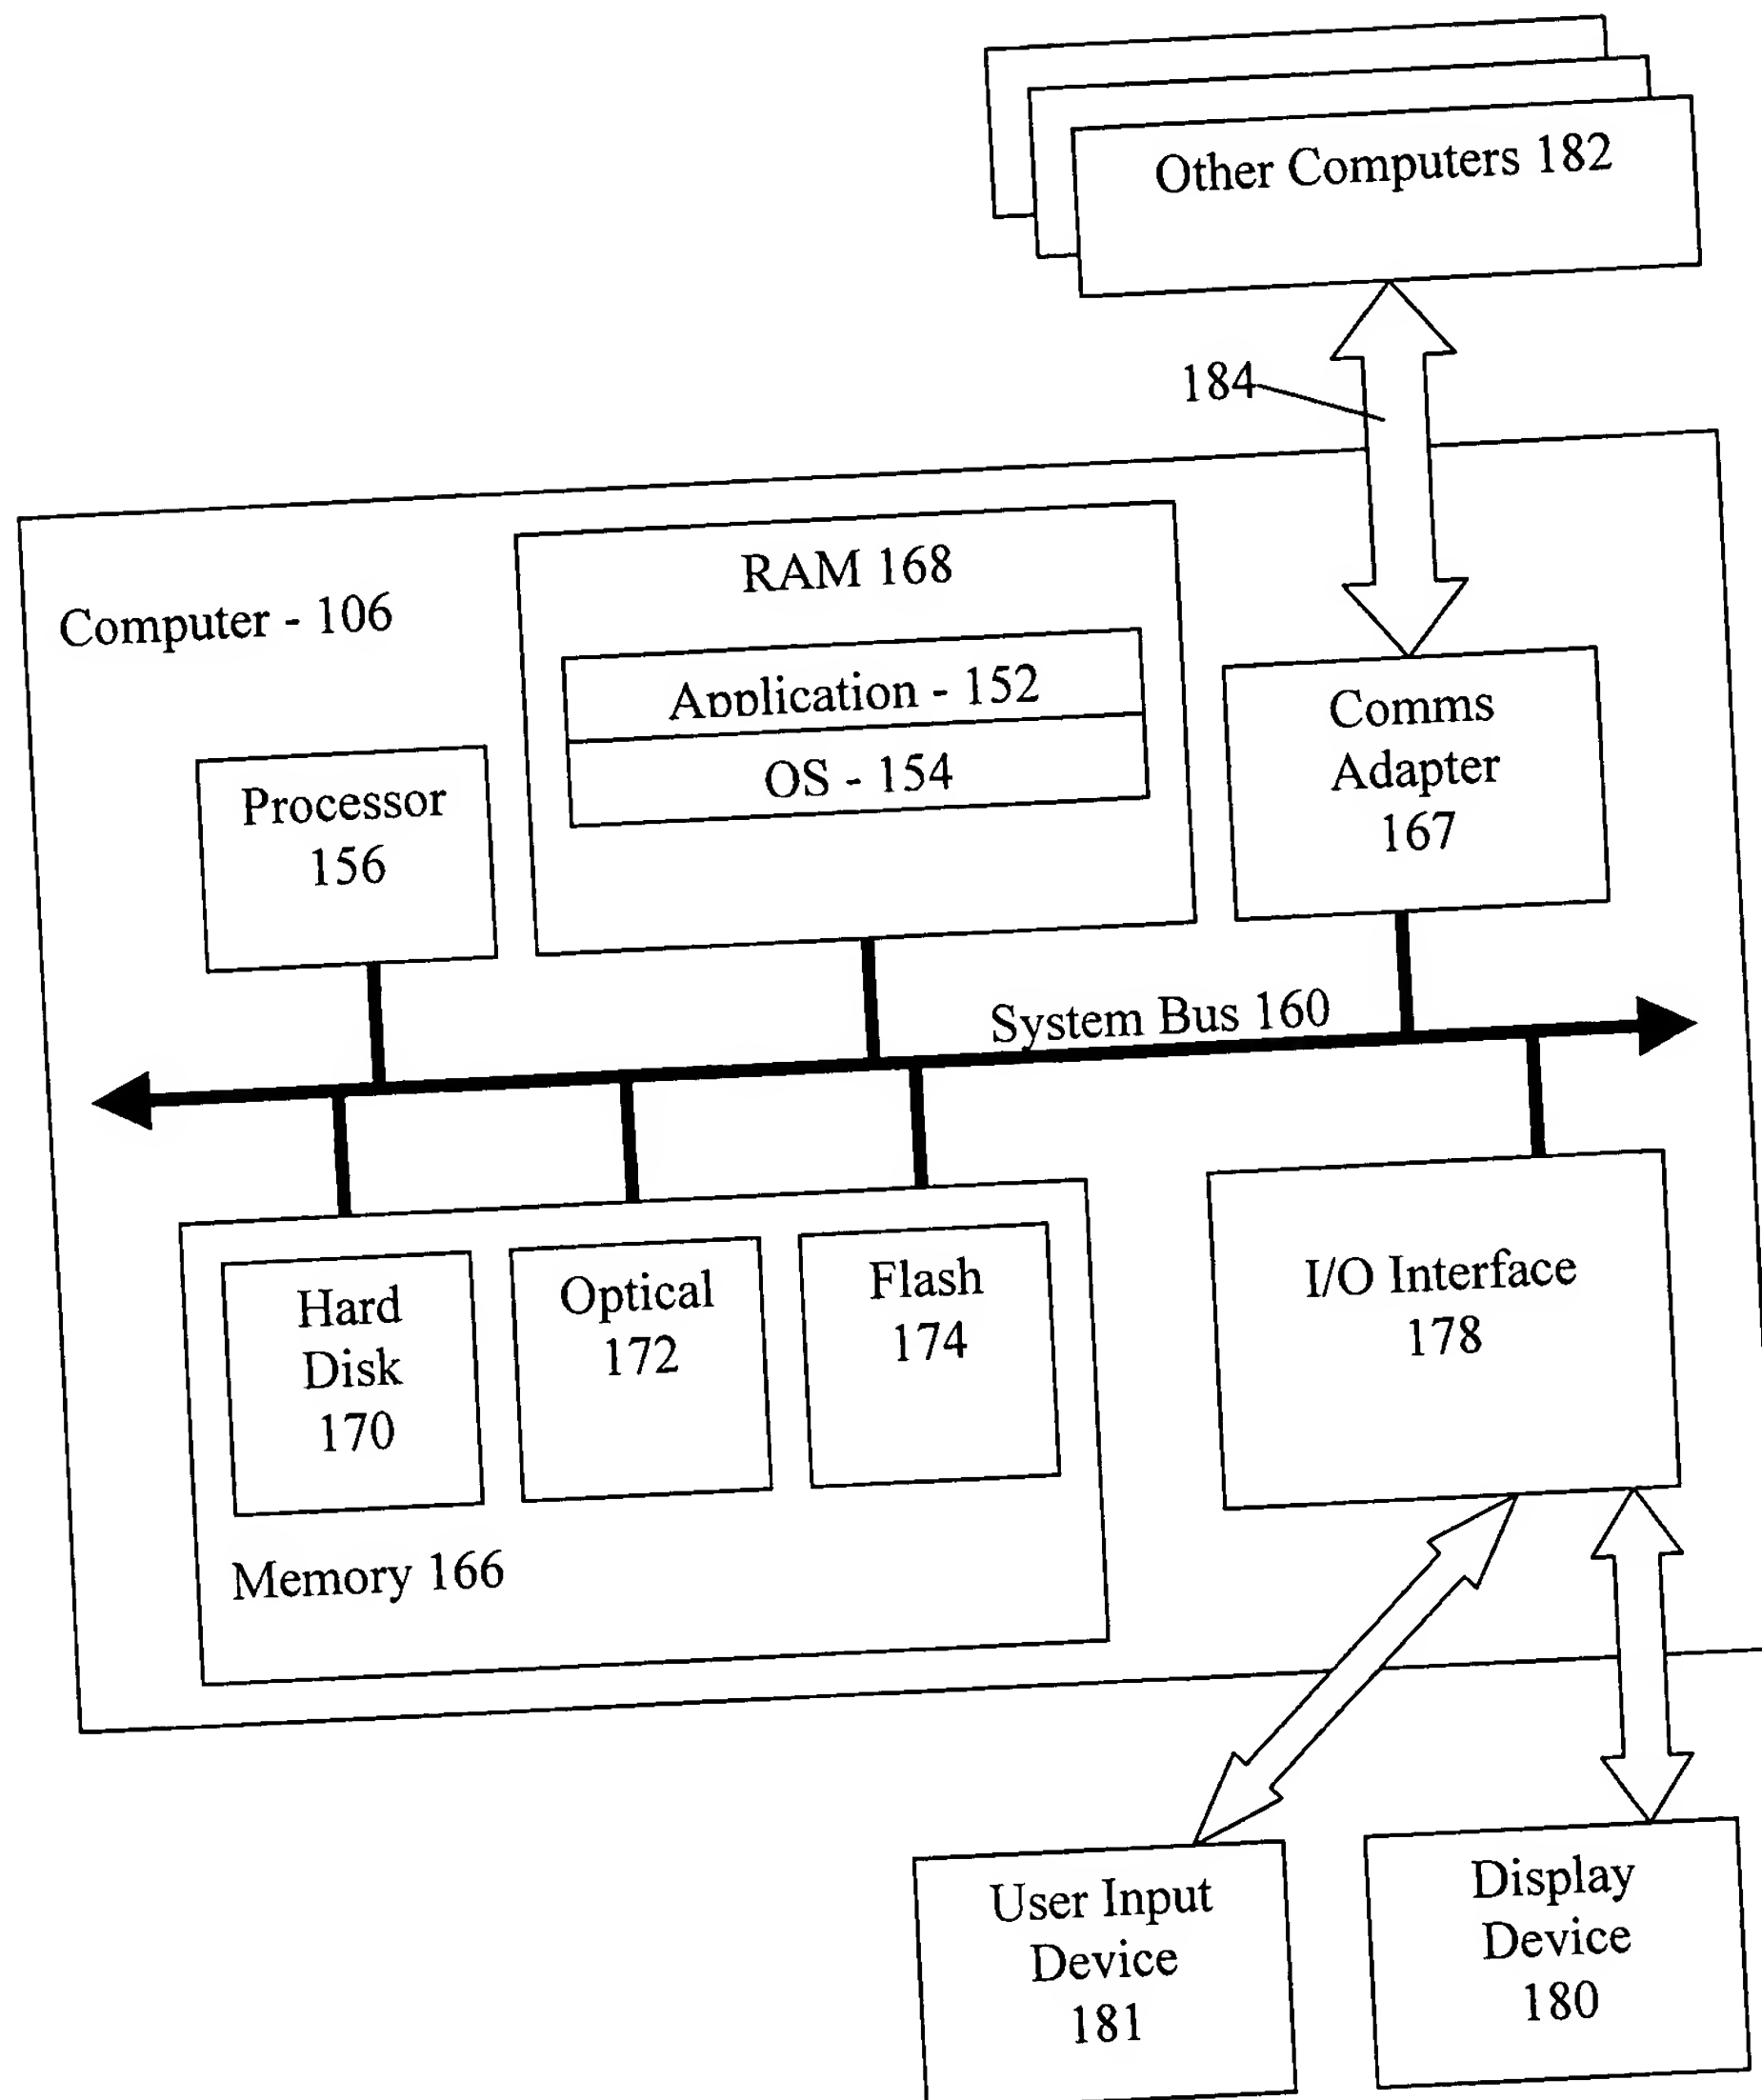 Other Computers 182
184
Computer - 106
RAM 168
Application - 152
OS - 154
Processor
156
Comms
Adapter
167
System Bus 160
Hard
Disk
170
Optical
172
Flash
174
Memory 166
I/O Interface
178
User Input
Device
181
Display
Device
180